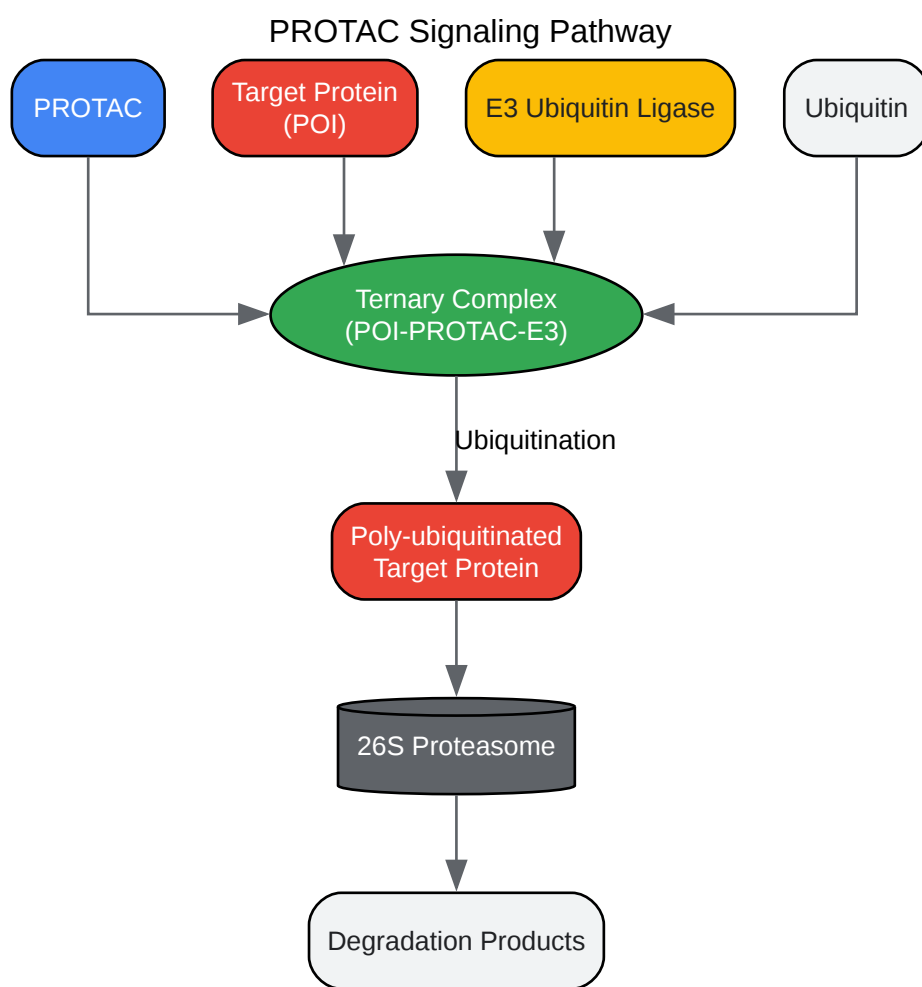 PROTAC Signaling Pathway
PROTAC
Target Protein
(POI)
E3 Ubiquitin Ligase
Ubiquitin
Ternary Complex
(POI-PROTAC-E3)
Ubiquitination
Poly-ubiquitinated
Target Protein
26S Proteasome
Degradation Products